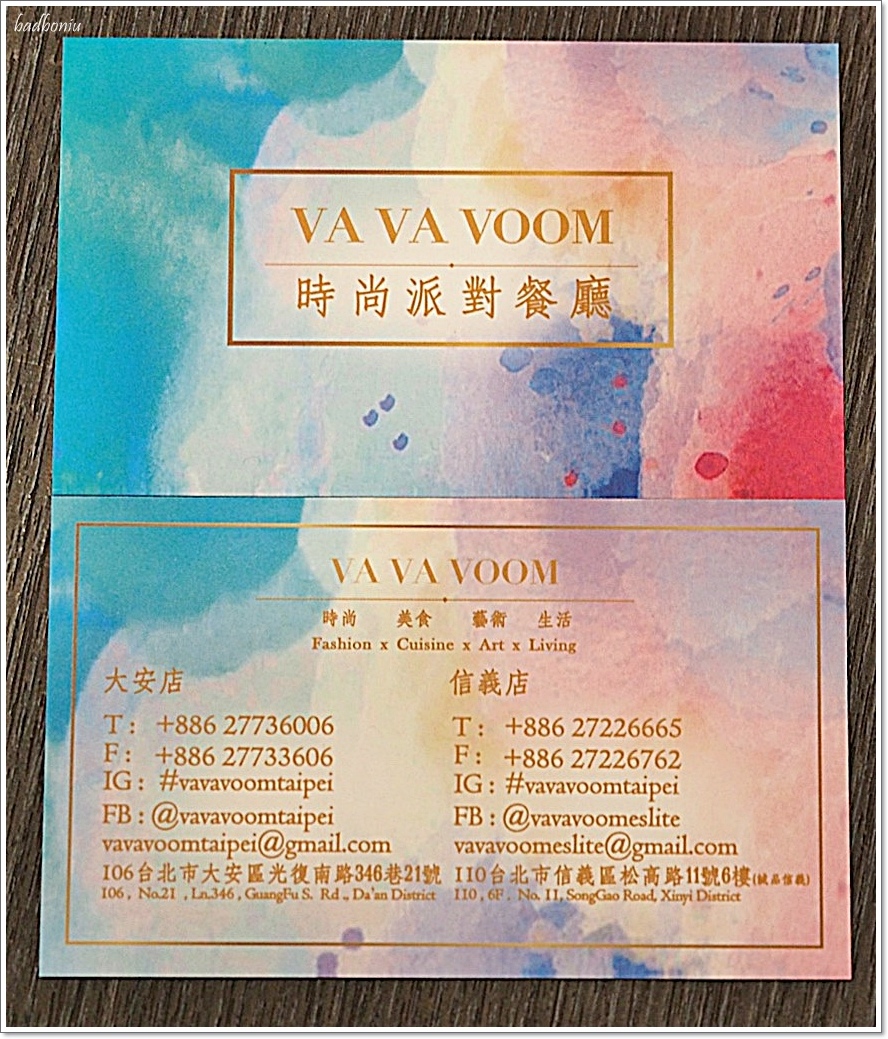 badboniu
VA VA VOOM
時尚派對餐廳
VA VA VOOM
時尚 美食 藝術 生活
Fashion x Cuisine x Art x Living
大安店
T : +886 27736006
F : +886 27733606
IG : #vavavoomtaipei
FB : @vavavoomtaipei
vavavoomtaipei@gmail.com
106台北市大安區光復南路346巷21號
106 , No.21 , Ln.346 , GuangFu S. Rd ., Da'an District
信義店
T : +886 27226665
F : +886 27226762
IG : #vavavoomtaipei
FB : @vavavoomeslite
vavavoomeslite@gmail.com
110台北市信義區松高路11號6樓(誠品信義)
110 , 6F . No. 11, SongGao Road, Xinyi District